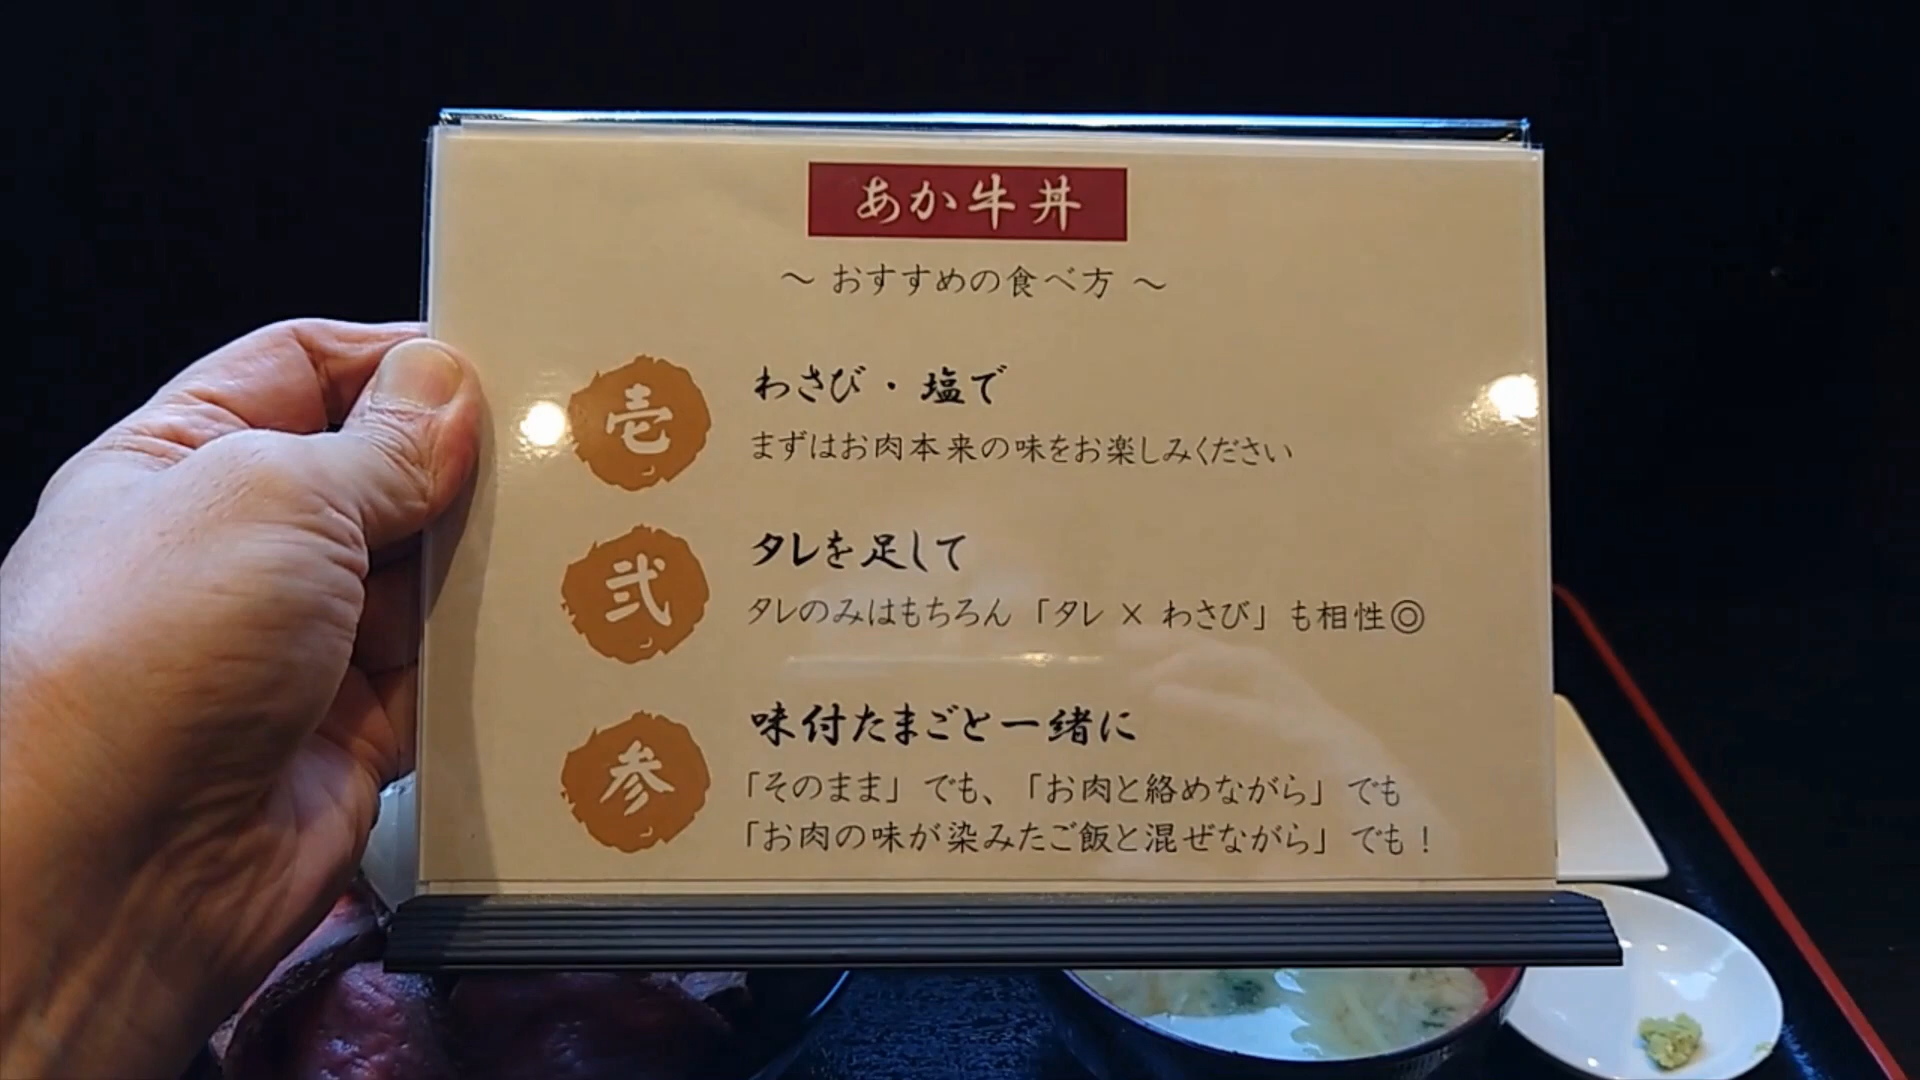 あか牛丼
～ おすすめの食べ方 ～
壱
わさび・塩で
まずはお肉本来の味をお楽しみください
弐
タレを足して
タレのみはもちろん「タレ × わさび」も相性◎
参
味付たまごと一緒に
「そのまま」でも、「お肉と絡めながら」でも
「お肉の味が染みたご飯と混ぜながら」でも！